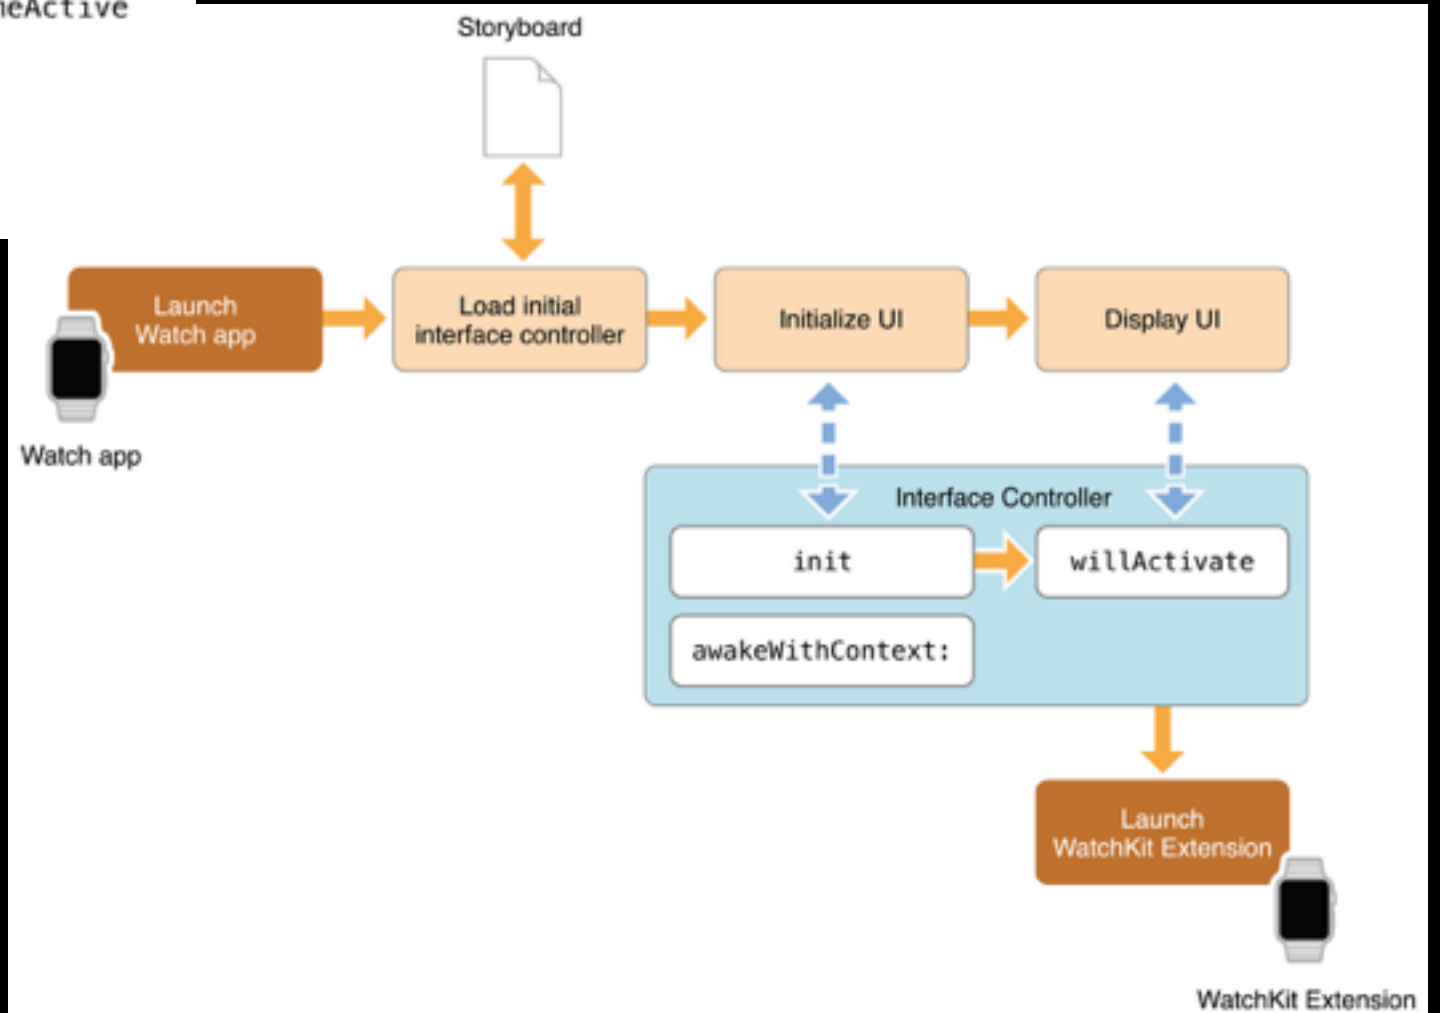 neActive
Storyboard
Launch
Watch app
Load initial
interface controller
Initialize UI
Display UI
Watch app
Interface Controller
init
willActivate
awakeWithContext:
Launch
WatchKit Extension
WatchKit Extension